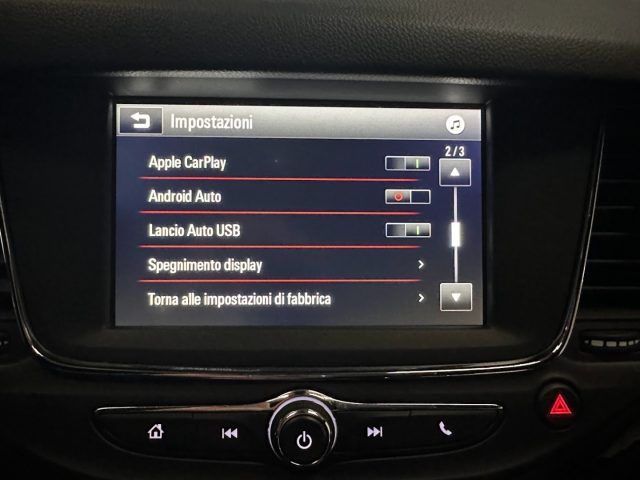 Impostazioni
2/3
Apple CarPlay
Android Auto
Lancio Auto USB
Spegnimento display
Torna alle impostazioni di fabbrica